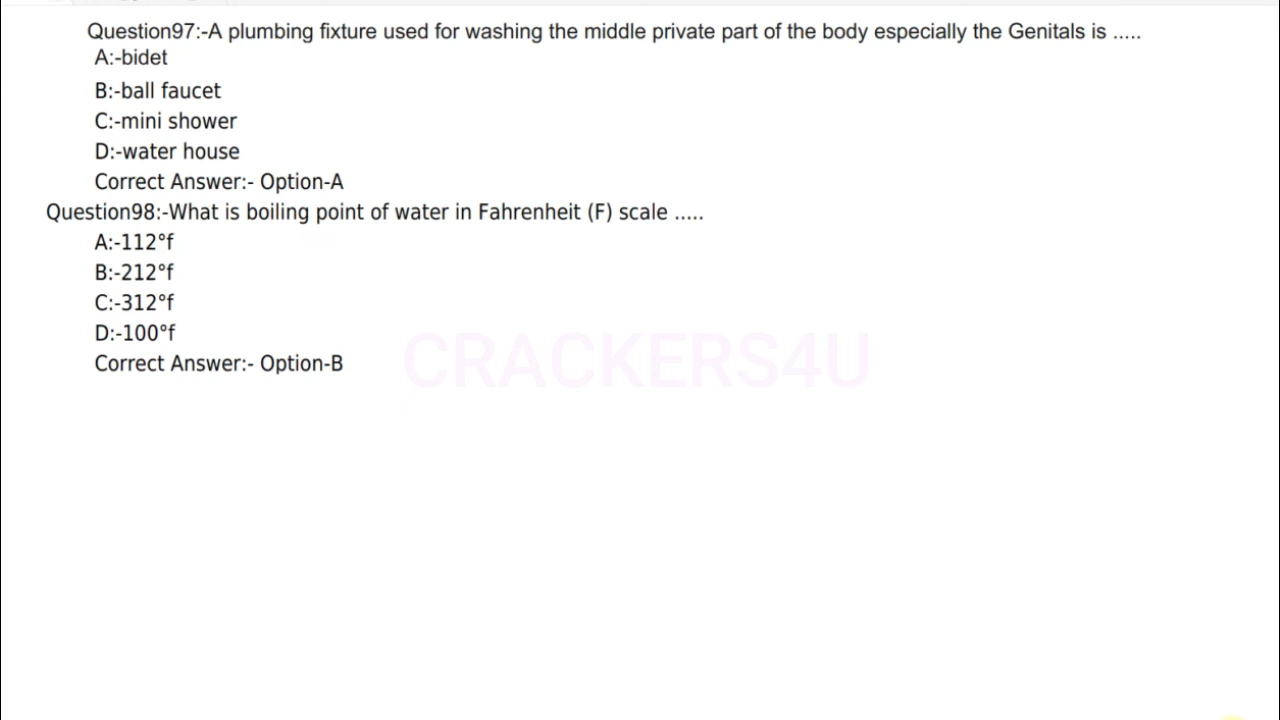 Question97:-A plumbing fixture used for washing the middle private part of the body especially the Genitals is .....
A:-bidet
B:-ball faucet
C:-mini shower
D:-water house
Correct Answer:- Option-A
Question98:-What is boiling point of water in Fahrenheit (F) scale .....
A:-112°f
B:-212°f
C:-312°f
D:-100°f
Correct Answer:- Option-B
CRACKERS4U